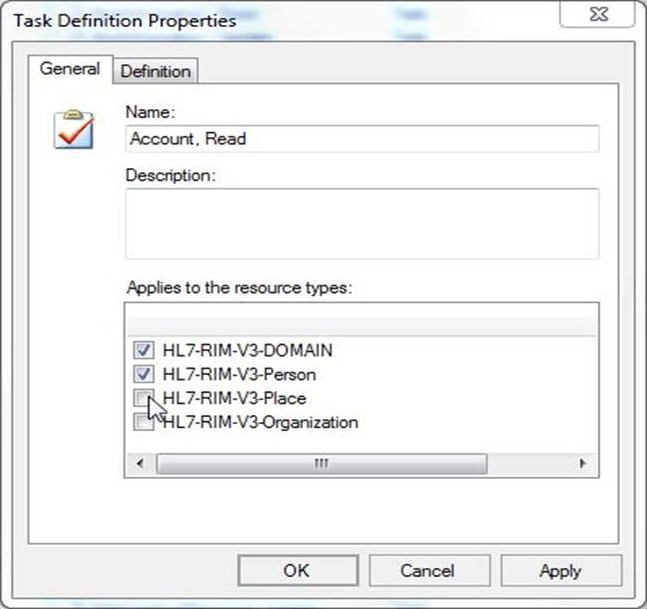 Task Definition Properties
General
Definition
Name:
Account, Read
Description:
Applies to the resource types:
HL7-RIM-V3-DOMAIN
HL7-RIM-V3-Person
HL7-RIM-V3-Place
HL7-RIM-V3-Organization
OK
Cancel
Apply